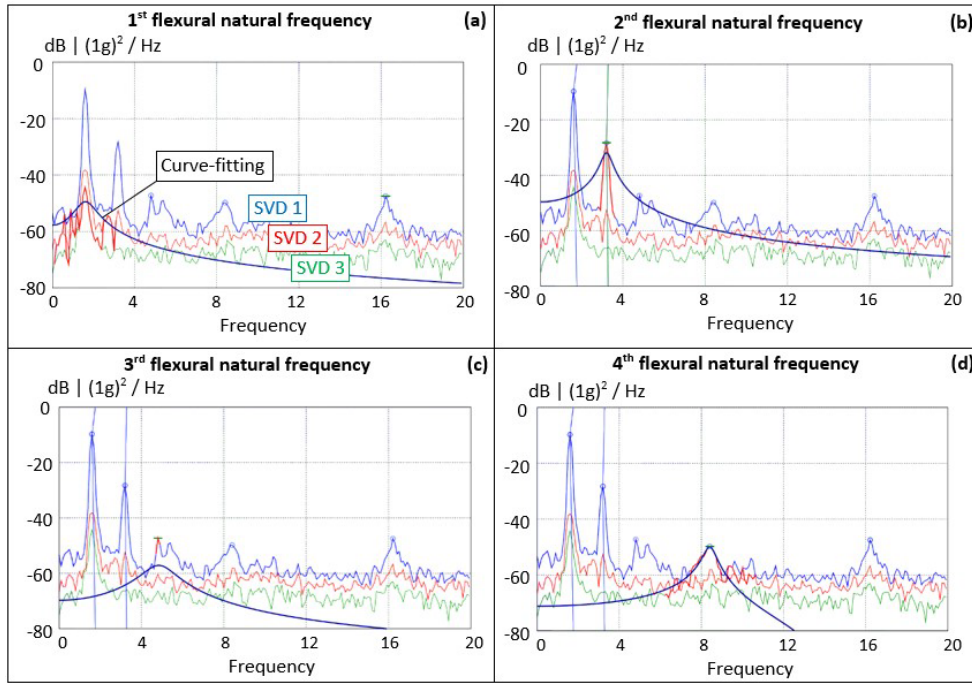 1st flexural natural frequency (a)
dB | (1g)2 / Hz
0
-20
-40
-60
-80
Curve-fitting
SVD 1
SVD 2
SVD 3
0 4 8 12 16 20
Frequency
2nd flexural natural frequency (b)
dB | (1g)2 / Hz
0
-20
-40
-60
-80
0 4 8 12 16 20
Frequency
3rd flexural natural frequency (c)
dB | (1g)2 / Hz
0
-20
-40
-60
-80
0 4 8 12 16 20
Frequency
4th flexural natural frequency (d)
dB | (1g)2 / Hz
0
-20
-40
-60
-80
0 4 8 12 16 20
Frequency